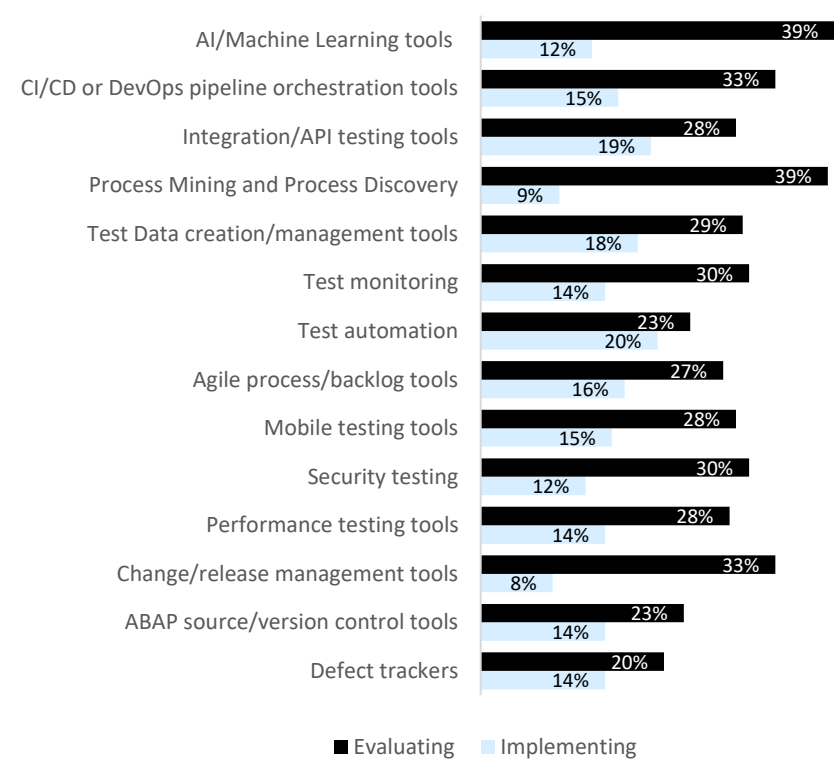 AI/Machine Learning tools
39%
12%
CI/CD or DevOps pipeline orchestration tools
33%
15%
Integration/API testing tools
28%
19%
Process Mining and Process Discovery
39%
9%
Test Data creation/management tools
29%
18%
Test monitoring
30%
14%
Test automation
23%
20%
Agile process/backlog tools
27%
16%
Mobile testing tools
28%
15%
Security testing
30%
12%
Performance testing tools
28%
14%
Change/release management tools
33%
8%
ABAP source/version control tools
23%
14%
Defect trackers
20%
14%
Evaluating Implementing